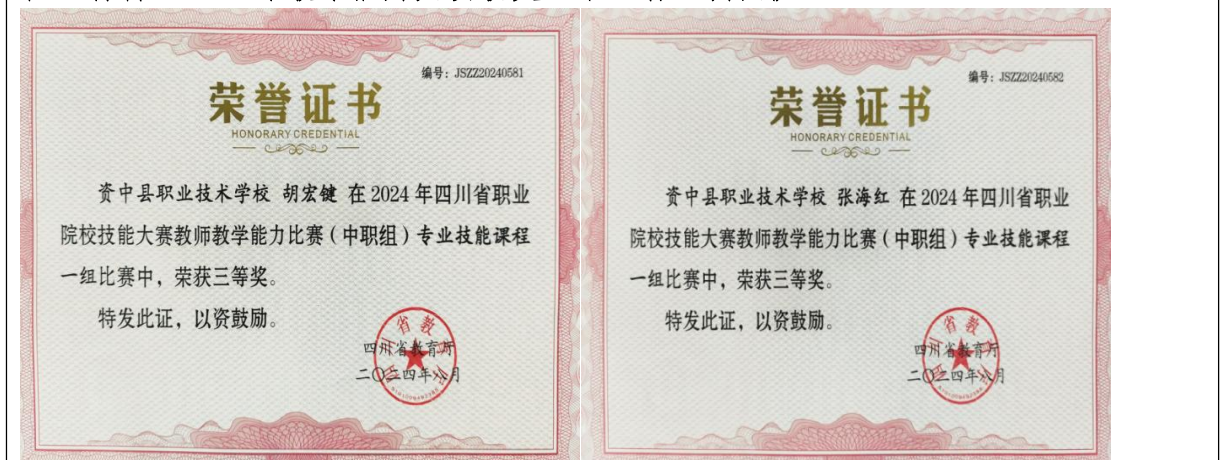 编号：JSZZ20240581
荣誉证书
HONORARY CREDENTIAL
资中县职业技术学校 胡宏键 在2024年四川省职业
院校技能大赛教师教学能力比赛（中职组）专业技能课程
一组比赛中，荣获三等奖。
特发此证，以资鼓励。
四川省教育厅
二〇二四年八月
编号：JSZZ20240582
荣誉证书
HONORARY CREDENTIAL
资中县职业技术学校 张海红 在2024年四川省职业
院校技能大赛教师教学能力比赛（中职组）专业技能课程
一组比赛中，荣获三等奖。
特发此证，以资鼓励。
四川省教育厅
二〇二四年八月